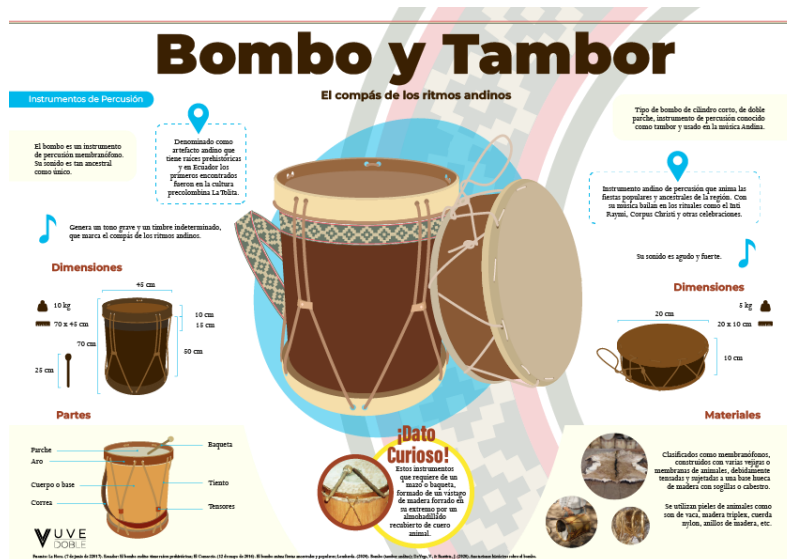 Bombo y Tambor
El compás de los ritmos andinos
Instrumentos de Percusión
El bombo es un instrumento
de percusión membranófono.
Su sonido es tan ancestral
como único.
Denominado como
artefacto andino que
tiene raíces prehistóricas
y en Ecuador los
primeros encontrados
fueron en la cultura
precolombina La Tolita.
Genera un tono grave y un timbre indeterminado,
que marca el compás de los ritmos andinos.
Dimensiones
45 cm
10 kg
70 x 45 cm
70 cm
25 cm
10 cm
15 cm
50 cm
Partes
Parche
Aro
Cuerpo o base
Correa
Baqueta
Tiento
Tensores
UVE
DOBLE
¡Dato
Curioso!
Estos instrumentos
que requiere de un
mazo o baqueta,
formado de un vástago
de madera forrado en
su extremo por un
almohadillado
recubierto de cuero
animal.
Tipo de bombo de cilindro corto, de doble
parche, instrumento de percusión conocido
como tambor y usado en la música Andina.
Instrumento andino de percusión que anima las
fiestas populares y ancestrales de la región. Con
su música bailan en los rituales como el Inti
Raymi, Corpus Christi y otras celebraciones.
Su sonido es agudo y fuerte.
Dimensiones
5 kg
20 cm
20 x 10 cm
10 cm
Materiales
Clasificados como membranófonos,
construidos con varias vejigas o
membranas de animales, debidamente
tensadas y sujetadas a una base hueca
de madera con sogillas o cabestro.
Se utilizan pieles de animales como
son de vaca, madera triplex, cuerda
nylon, anillos de madera, etc.